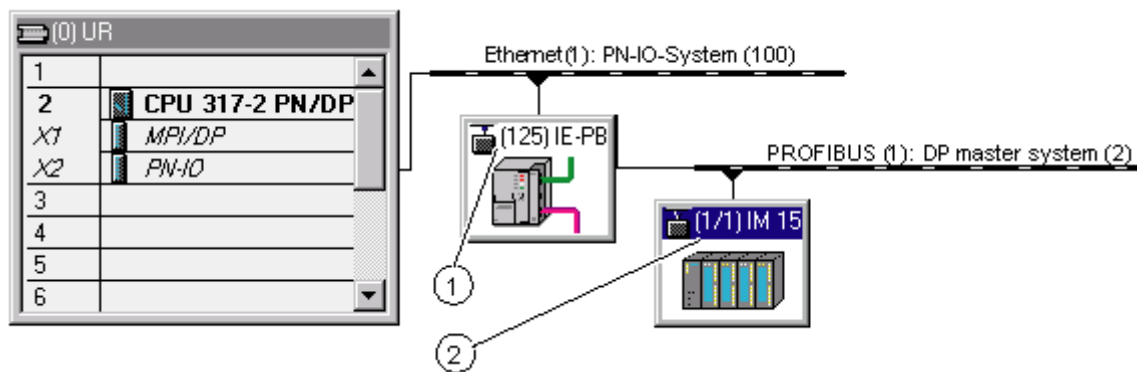 (0) UR
1
2 CPU 317-2 PN/DP
X1 MPI/DP
X2 PN-IO
3
4
5
6
Ethernet(1): PN-IO-System (100)
(125) IE-PB
PROFIBUS (1): DP master system (2)
(1/1) IM 15
1
2